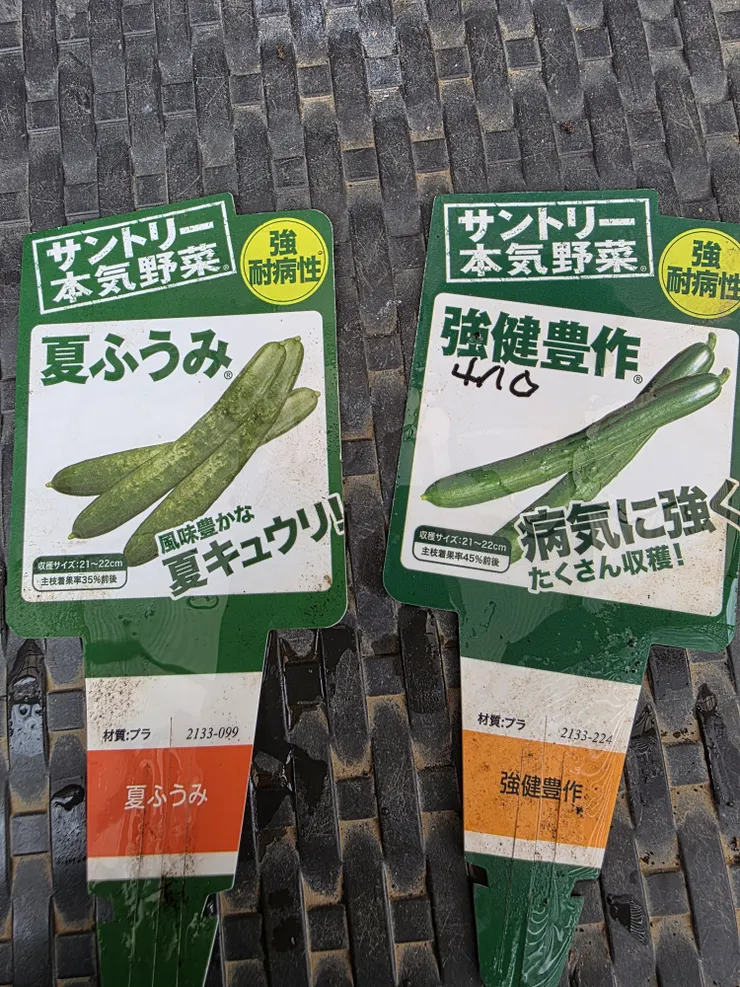 サントリー
本気野菜®
強
耐病性®
夏ふうみ®
風味豊かな
夏キュウリ!
収穫サイズ:21〜22cm
主枝着果率35%前後
材質:プラ
2133-099
夏ふうみ
サントリー
本気野菜®
強
耐病性
強健豊作®
病気に強く
たくさん収穫!
収穫サイズ:21〜22cm
主枝着果率45%前後
材質:プラ
2133-224
強健豊作